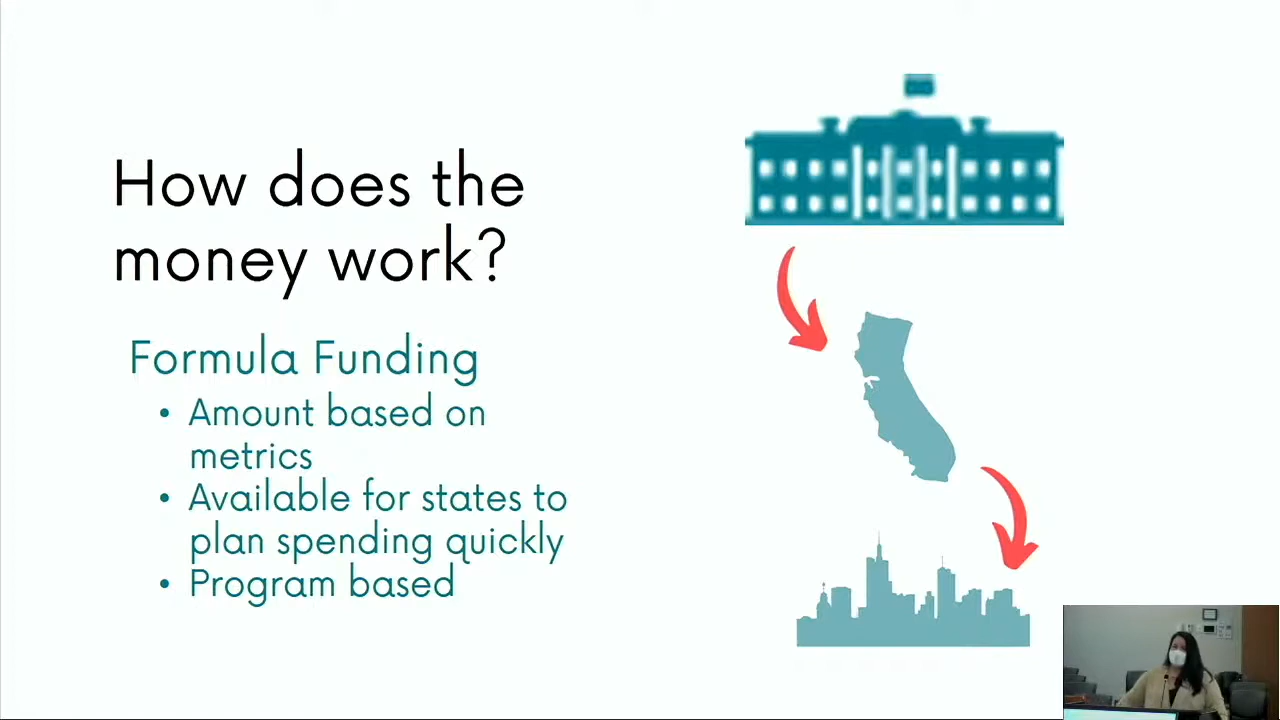 How does the
money work?
Formula Funding
• Amount based on
metrics
• Available for states to
plan spending quickly
• Program based